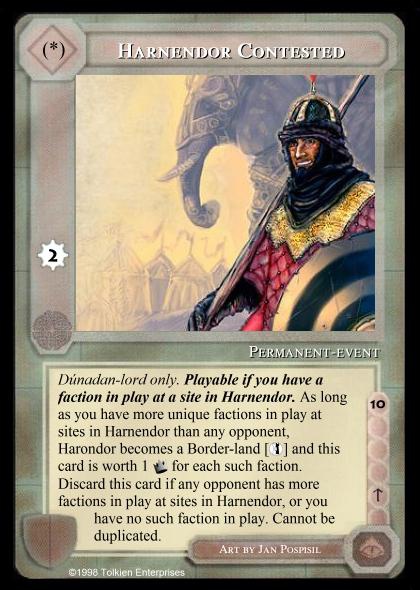 (*)
HARNENDOR CONTESTED
2
PERMANENT-EVENT
Dúnadan-lord only. Playable if you have a
faction in play at a site in Harnendor. As long
as you have more unique factions in play at
sites in Harnendor than any opponent,
Harondor becomes a Border-land [ ] and this
card is worth 1 for each such faction.
Discard this card if any opponent has more
factions in play at sites in Harnendor, or you
have no such faction in play. Cannot be
duplicated.
10
↑
ART BY JAN POSPISIL
©1998 Tolkien Enterprises